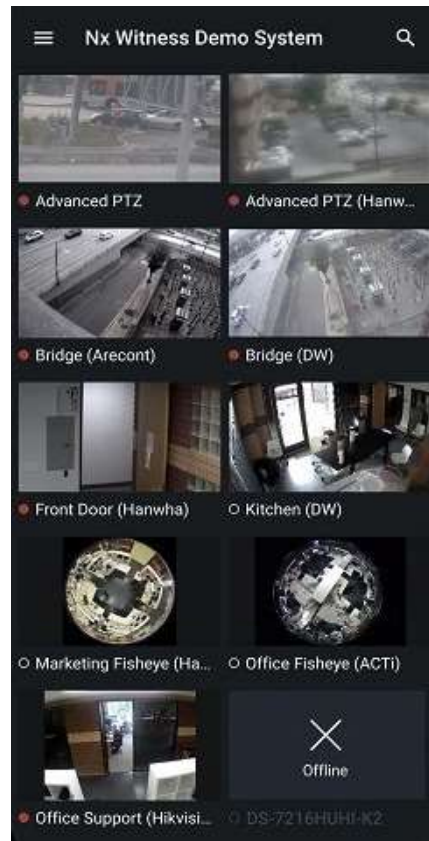 Nx Witness Demo System
Advanced PTZ
Advanced PTZ (Hanw...
Bridge (Arecont)
Bridge (DW)
Front Door (Hanwha)
Kitchen (DW)
Marketing Fisheye (Ha...
Office Fisheye (ACTi)
Offline
Office Support (Hikvisi...
DS-7216HUHI-K2